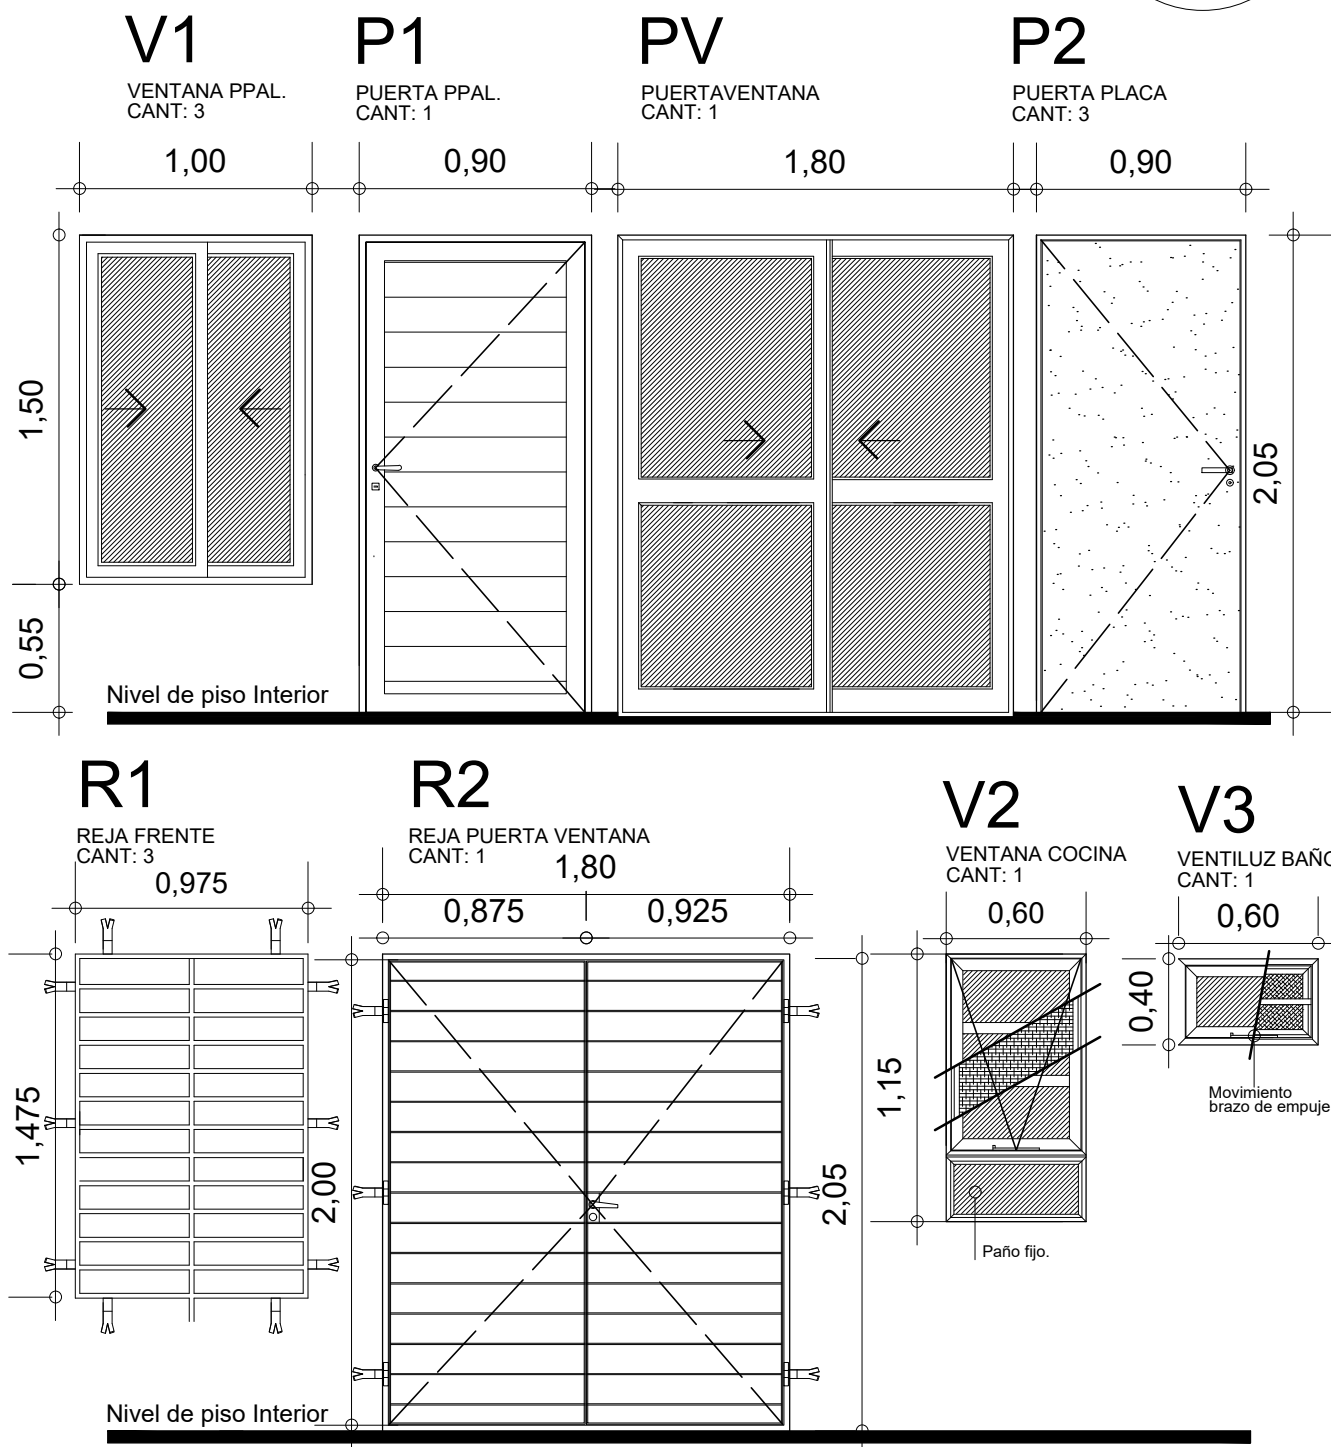 V1
VENTANA PPAL.
CANT: 3
P1
PUERTA PPAL.
CANT: 1
PV
PUERTAVENTANA
CANT: 1
P2
PUERTA PLACA
CANT: 3
1,00
0,90
1,80
0,90
1,50
0,55
2,05
Nivel de piso Interior
R1
REJA FRENTE
CANT: 3
0,975
1,475
R2
REJA PUERTA VENTANA
CANT: 1
1,80
0,875
0,925
2,00
2,05
V2
VENTANA COCINA
CANT: 1
0,60
1,15
Paño fijo.
V3
VENTILUZ BAÑO
CANT: 1
0,60
0,40
Movimiento
brazo de empuje
Nivel de piso Interior